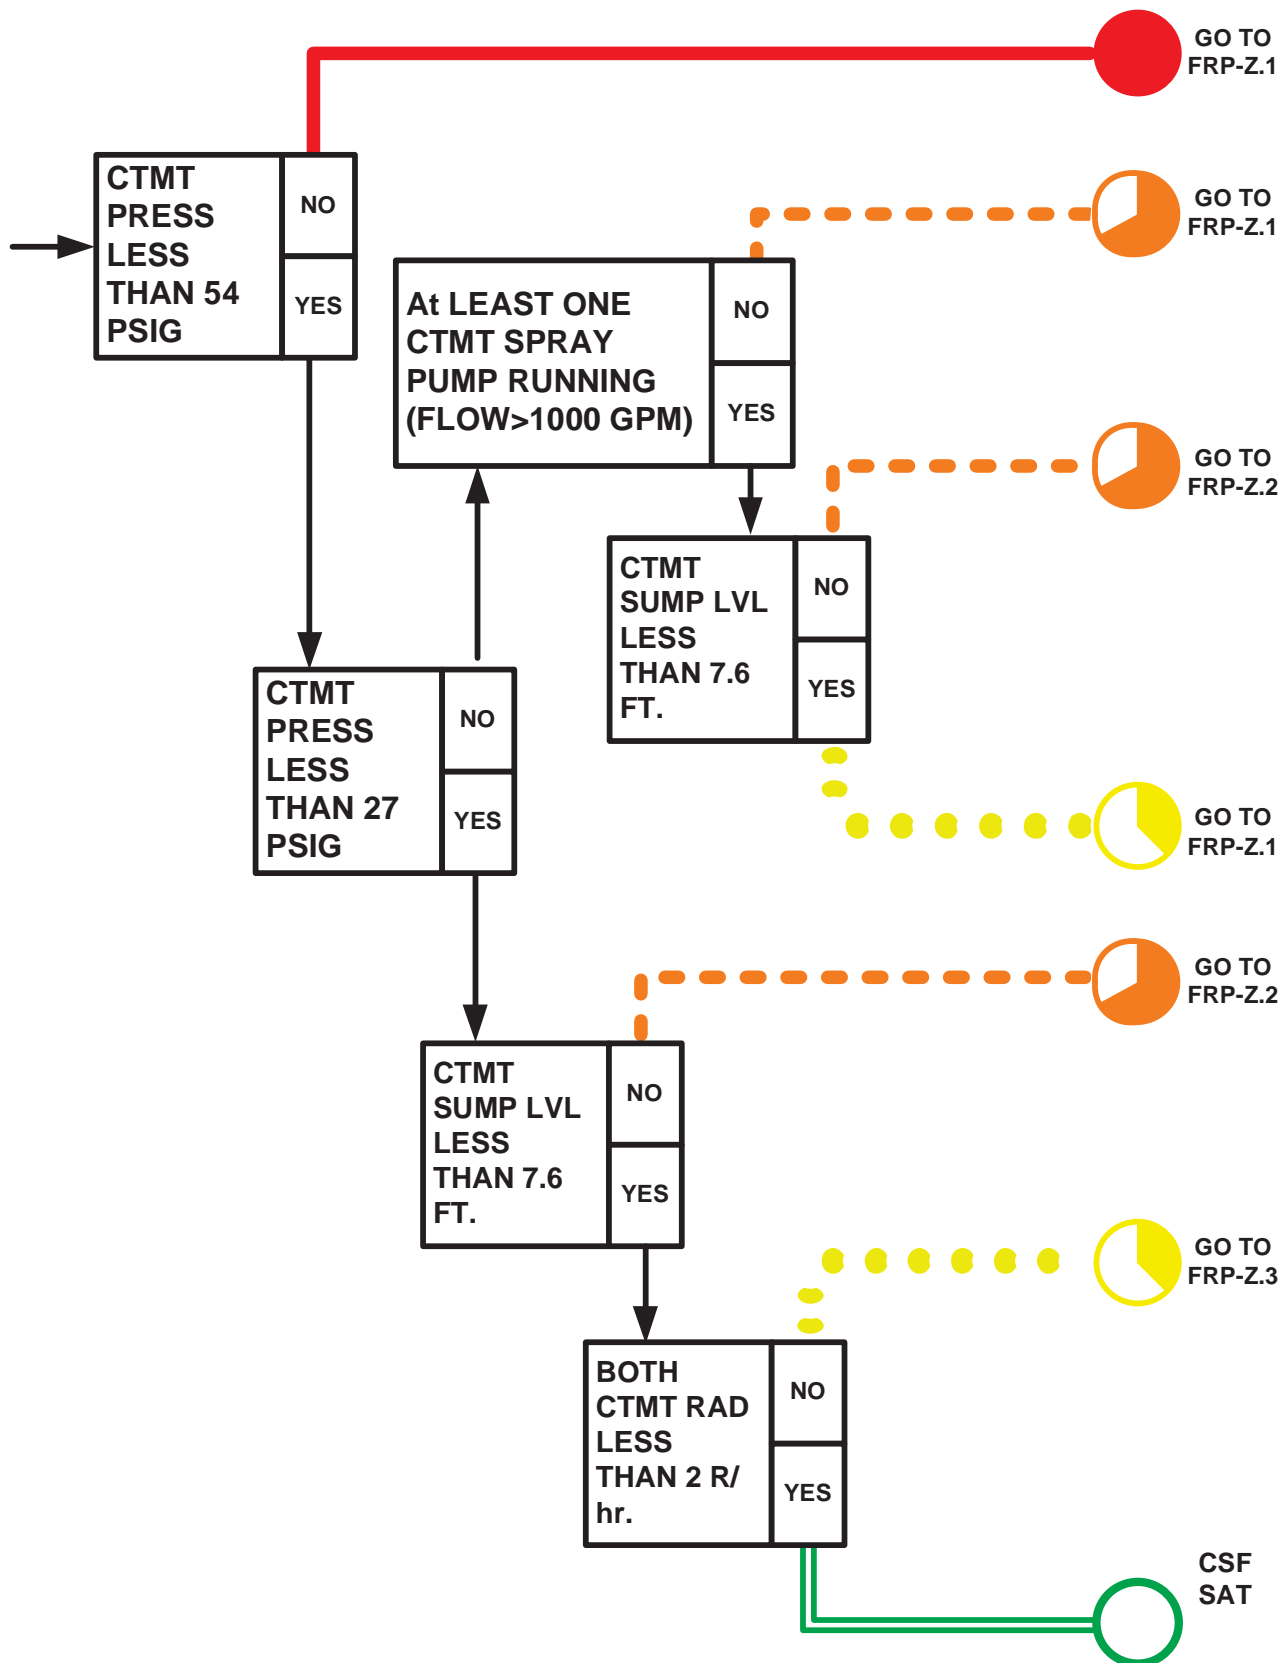 GO TO
FRP-Z.1
CTMT
PRESS
LESS
THAN 54
PSIG
NO
YES
GO TO
FRP-Z.1
At LEAST ONE
CTMT SPRAY
PUMP RUNNING
(FLOW>1000 GPM)
NO
YES
GO TO
FRP-Z.2
CTMT
SUMP LVL
LESS
THAN 7.6
FT.
NO
YES
CTMT
PRESS
LESS
THAN 27
PSIG
NO
YES
GO TO
FRP-Z.1
GO TO
FRP-Z.2
CTMT
SUMP LVL
LESS
THAN 7.6
FT.
NO
YES
GO TO
FRP-Z.3
BOTH
CTMT RAD
LESS
THAN 2 R/
hr.
NO
YES
CSF
SAT